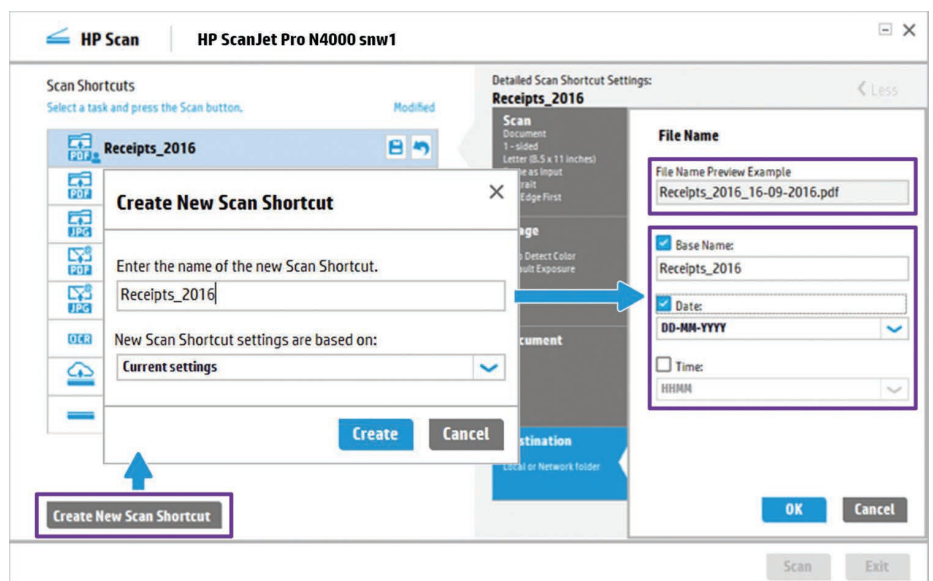 HP Scan
HP ScanJet Pro N4000 snw1
Scan Shortcuts
Select a task and press the Scan button.
Modified
Receipts_2016
PDF
PDF
JPG
PDF
JPG
OCR
Create New Scan Shortcut
Enter the name of the new Scan Shortcut.
Receipts_2016
New Scan Shortcut settings are based on:
Current settings
Create
Cancel
Create New Scan Shortcut
Detailed Scan Shortcut Settings:
Receipts_2016
Less
Scan
Document
1-sided
Letter (8.5 x 11 inches)
as Input
Edge First
Detect Color
Exposure
Local or Network folder
File Name
File Name Preview Example
Receipts_2016_16-09-2016.pdf
Base Name:
Receipts_2016
Date:
DD-MM-YYYY
Time:
HHMM
OK
Cancel
Scan
Exit